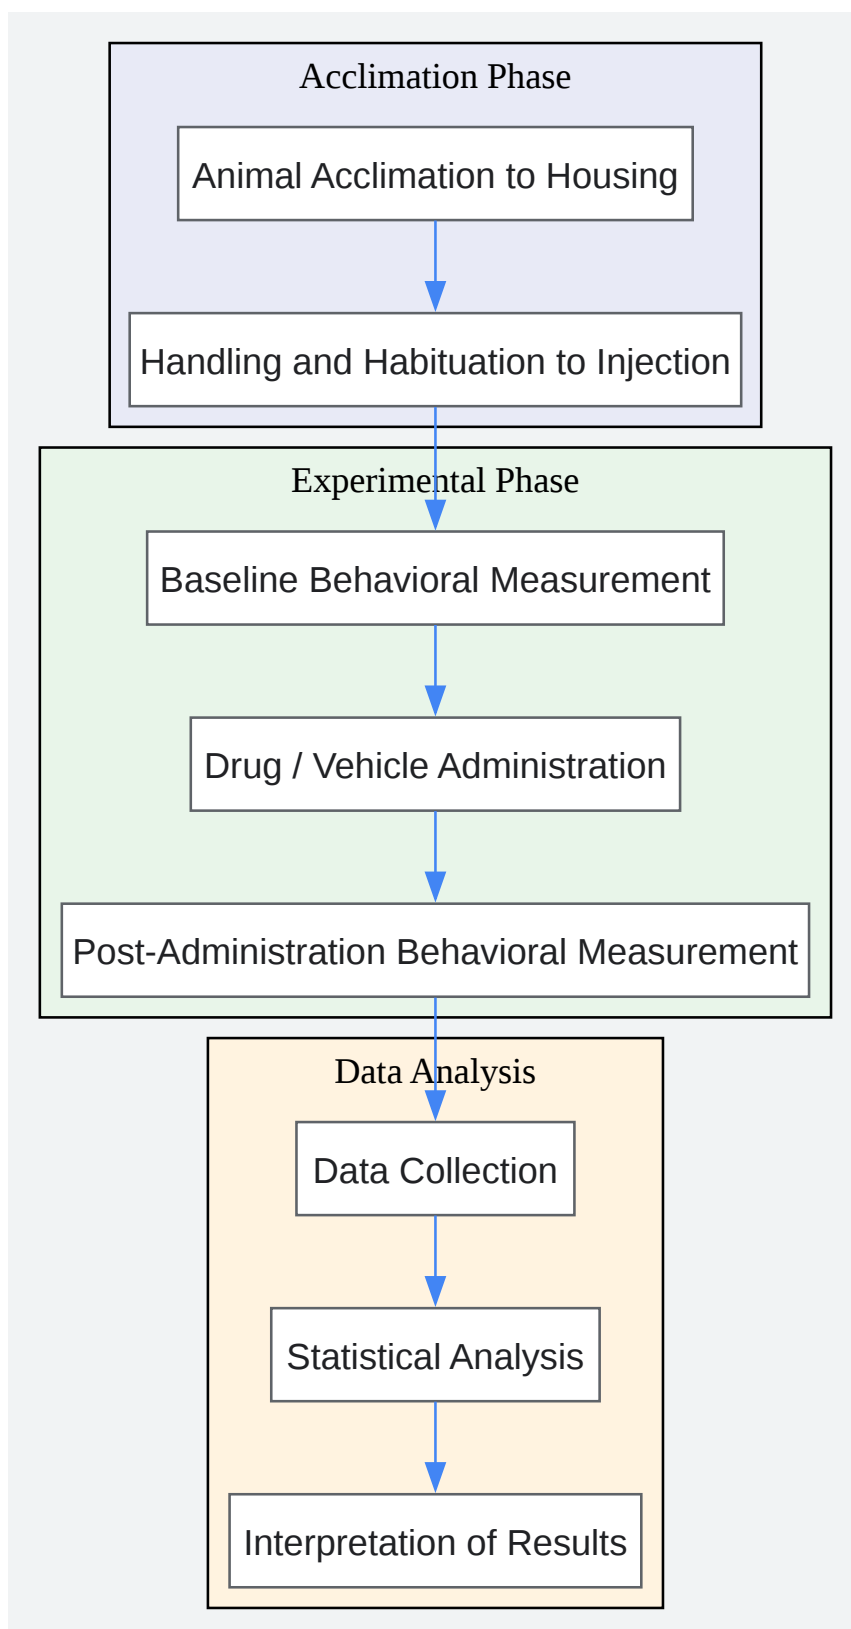 Acclimation Phase
Animal Acclimation to Housing
Handling and Habituation to Injection
Experimental Phase
Baseline Behavioral Measurement
Drug / Vehicle Administration
Post-Administration Behavioral Measurement
Data Analysis
Data Collection
Statistical Analysis
Interpretation of Results